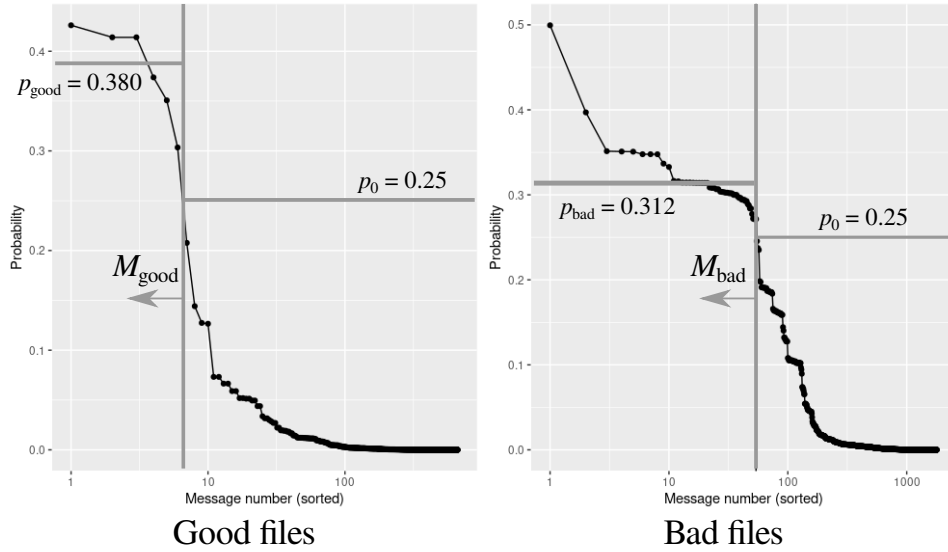 0.4
0.3
0.2
0.1
0.0
Probability
p_good = 0.380
p_0 = 0.25
M_good
1
10
100
Message number (sorted)
Good files
0.5
0.4
0.3
0.2
0.1
0.0
Probability
p_bad = 0.312
p_0 = 0.25
M_bad
1
10
100
1000
Message number (sorted)
Bad files